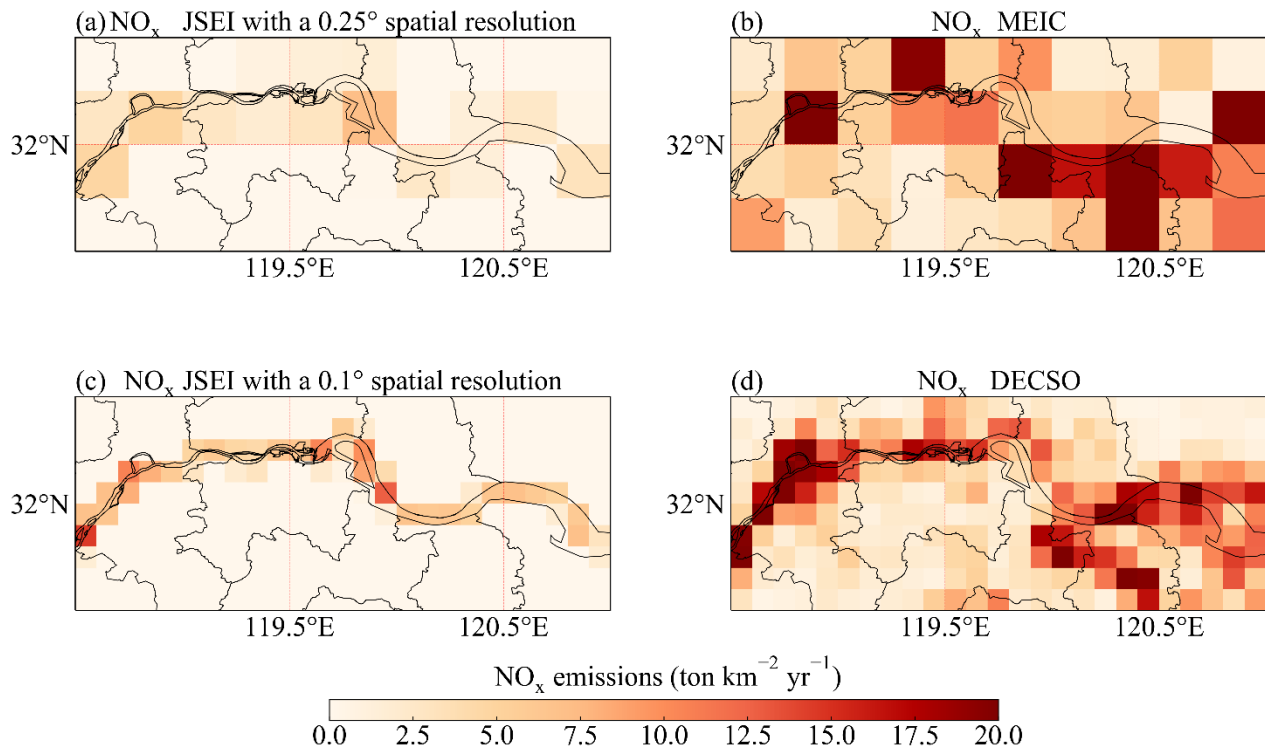 (a) NOₓ JSEI with a 0.25° spatial resolution
(b) NOₓ MEIC
32°N
32°N
119.5°E 120.5°E
119.5°E 120.5°E
(c) NOₓ JSEI with a 0.1° spatial resolution
(d) NOₓ DECSO
32°N
32°N
119.5°E 120.5°E
119.5°E 120.5°E
NOₓ emissions (ton km⁻² yr⁻¹)
0.0 2.5 5.0 7.5 10.0 12.5 15.0 17.5 20.0